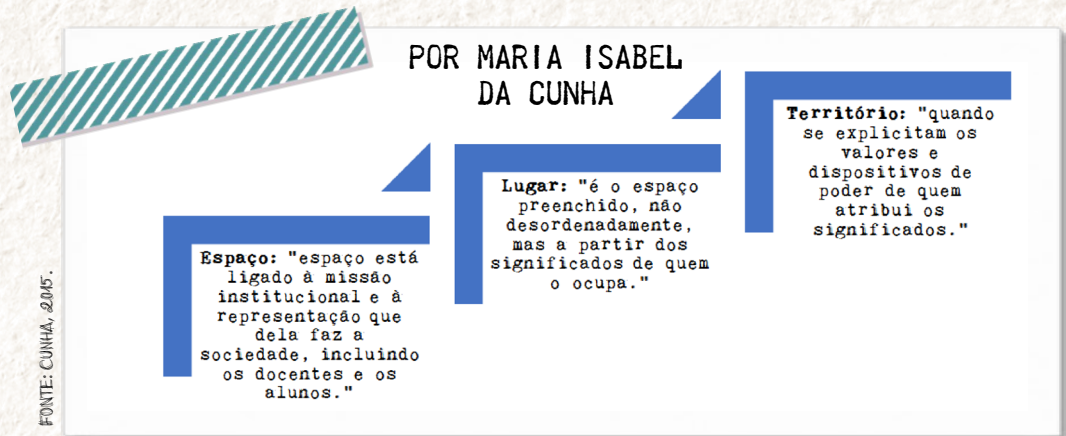 POR MARIA ISABEL
DA CUNHA
Espaço: "espaço está
ligado à missão
institucional e à
representação que
dela faz a
sociedade, incluindo
os docentes e os
alunos."
Lugar: "é o espaço
preenchido, não
desordenadamente,
mas a partir dos
significados de quem
o ocupa."
Território: "quando
se explicitam os
valores e
dispositivos de
poder de quem
atribui os
significados."
FONTE: CUNHA, 2015.